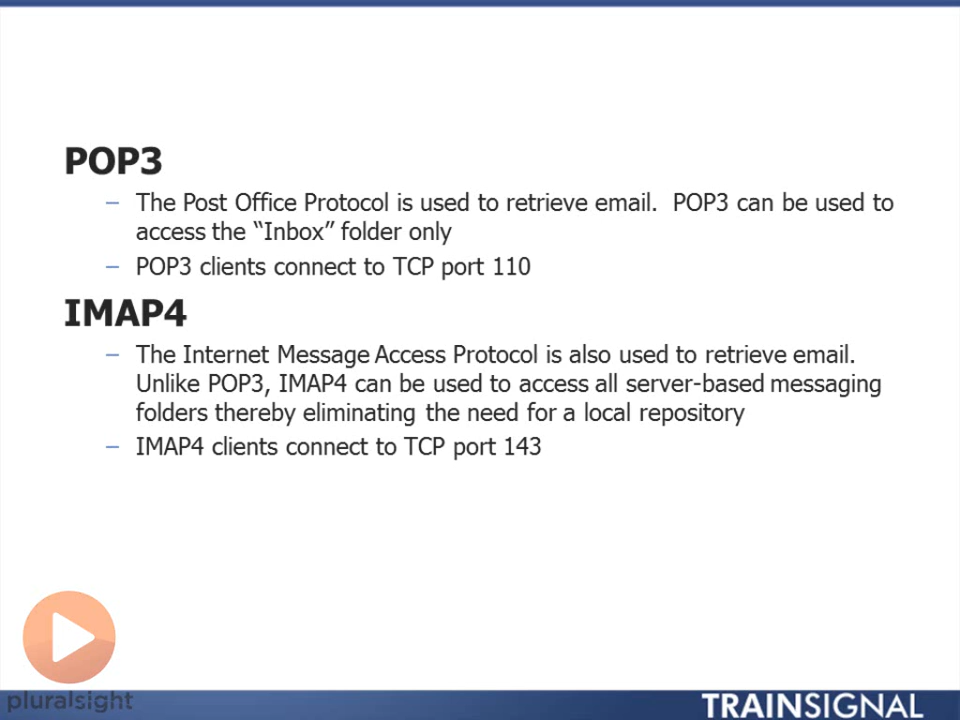 POP3
– The Post Office Protocol is used to retrieve email.  POP3 can be used to
access the “Inbox” folder only
– POP3 clients connect to TCP port 110
IMAP4
– The Internet Message Access Protocol is also used to retrieve email.
Unlike POP3, IMAP4 can be used to access all server-based messaging
folders thereby eliminating the need for a local repository
– IMAP4 clients connect to TCP port 143
pluralsight
TRAINSIGNAL